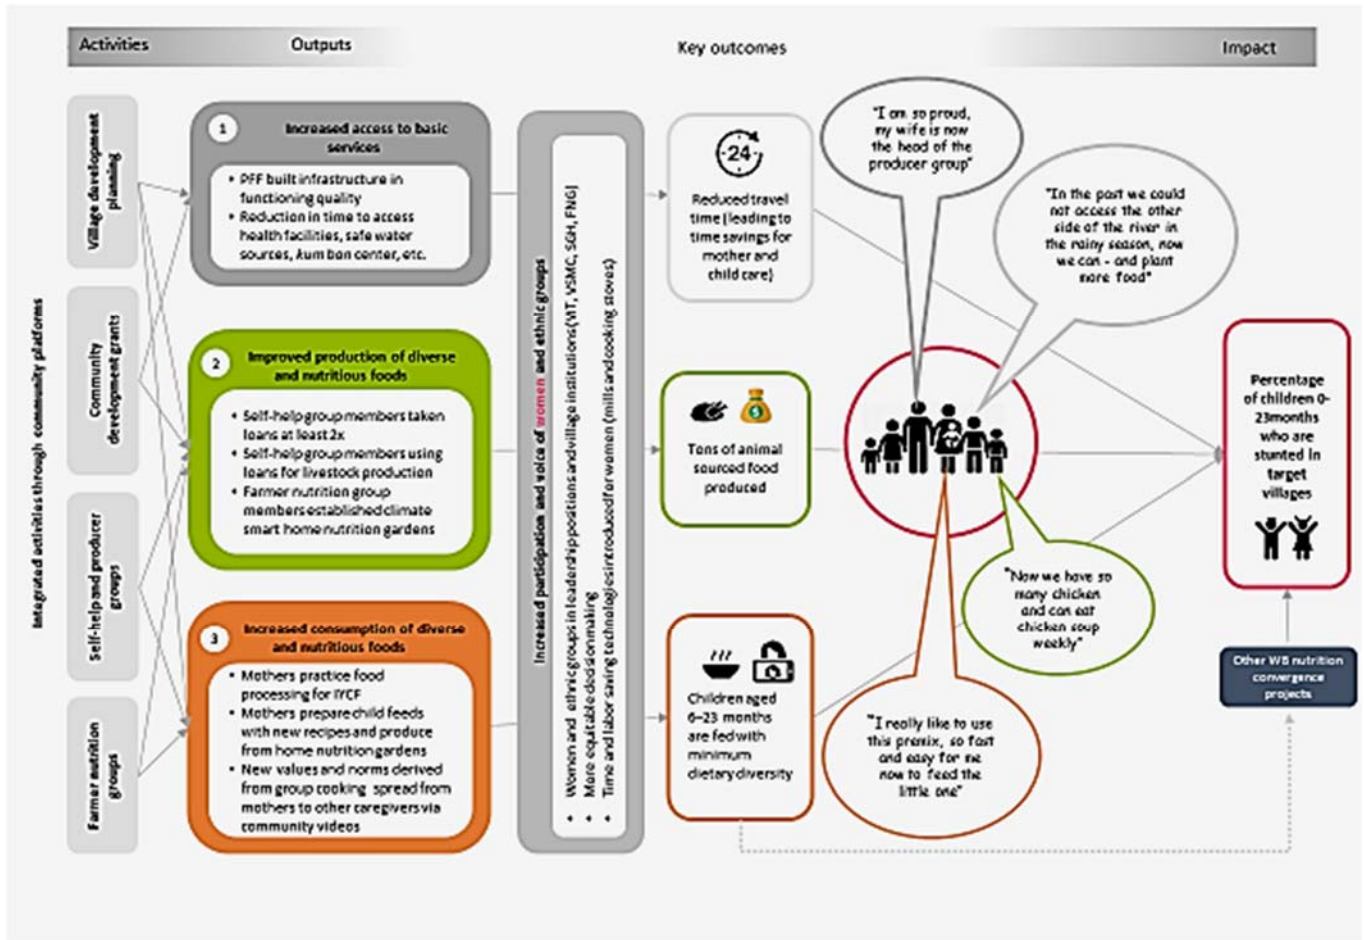 Activities
Outputs
Key outcomes
Impact
Integrated activities through community platforms
Village development
planning
Community
development grants
Self-help and producer
groups
Farmer nutrition
groups
1
Increased access to basic
services
• PFF built infrastructure in
functioning quality
• Reduction in time to access
health facilities, safe water
sources, kum ban center, etc.
2
Improved production of diverse
and nutritious foods
• Self-help group members taken
loans at least 2x
• Self-help group members using
loans for livestock production
• Farmer nutrition group
members established climate
smart home nutrition gardens
3
Increased consumption of diverse
and nutritious foods
• Mothers practice food
processing for IYCF
• Mothers prepare child feeds
with new recipes and produce
from home nutrition gardens
• New values and norms derived
from group cooking spread from
mothers to other caregivers via
community videos
Increased participation and voice of women and ethnic groups
• Women and ethnic groups in leadership positions and village institutions (VIT, VSMC, SGH, FNG)
• More equitable decision making
• Time and labor saving technologies introduced for women (mills and cooking stoves)
24
Reduced travel
time (leading to
time savings for
mother and
child care)
$
Tons of animal
sourced food
produced
Children aged
6–23 months
are fed with
minimum
dietary diversity
"I am so proud,
my wife is now
the head of the
producer group"
"In the past we could
not access the other
side of the river in
the rainy season, now
we can - and plant
more food"
"Now we have so
many chicken
and can eat
chicken soup
weekly"
"I really like to use
this premix, so fast
and easy for me
now to feed the
little one"
Percentage
of children 0-
23months
who are
stunted in
target
villages
Other WB nutrition
convergence
projects